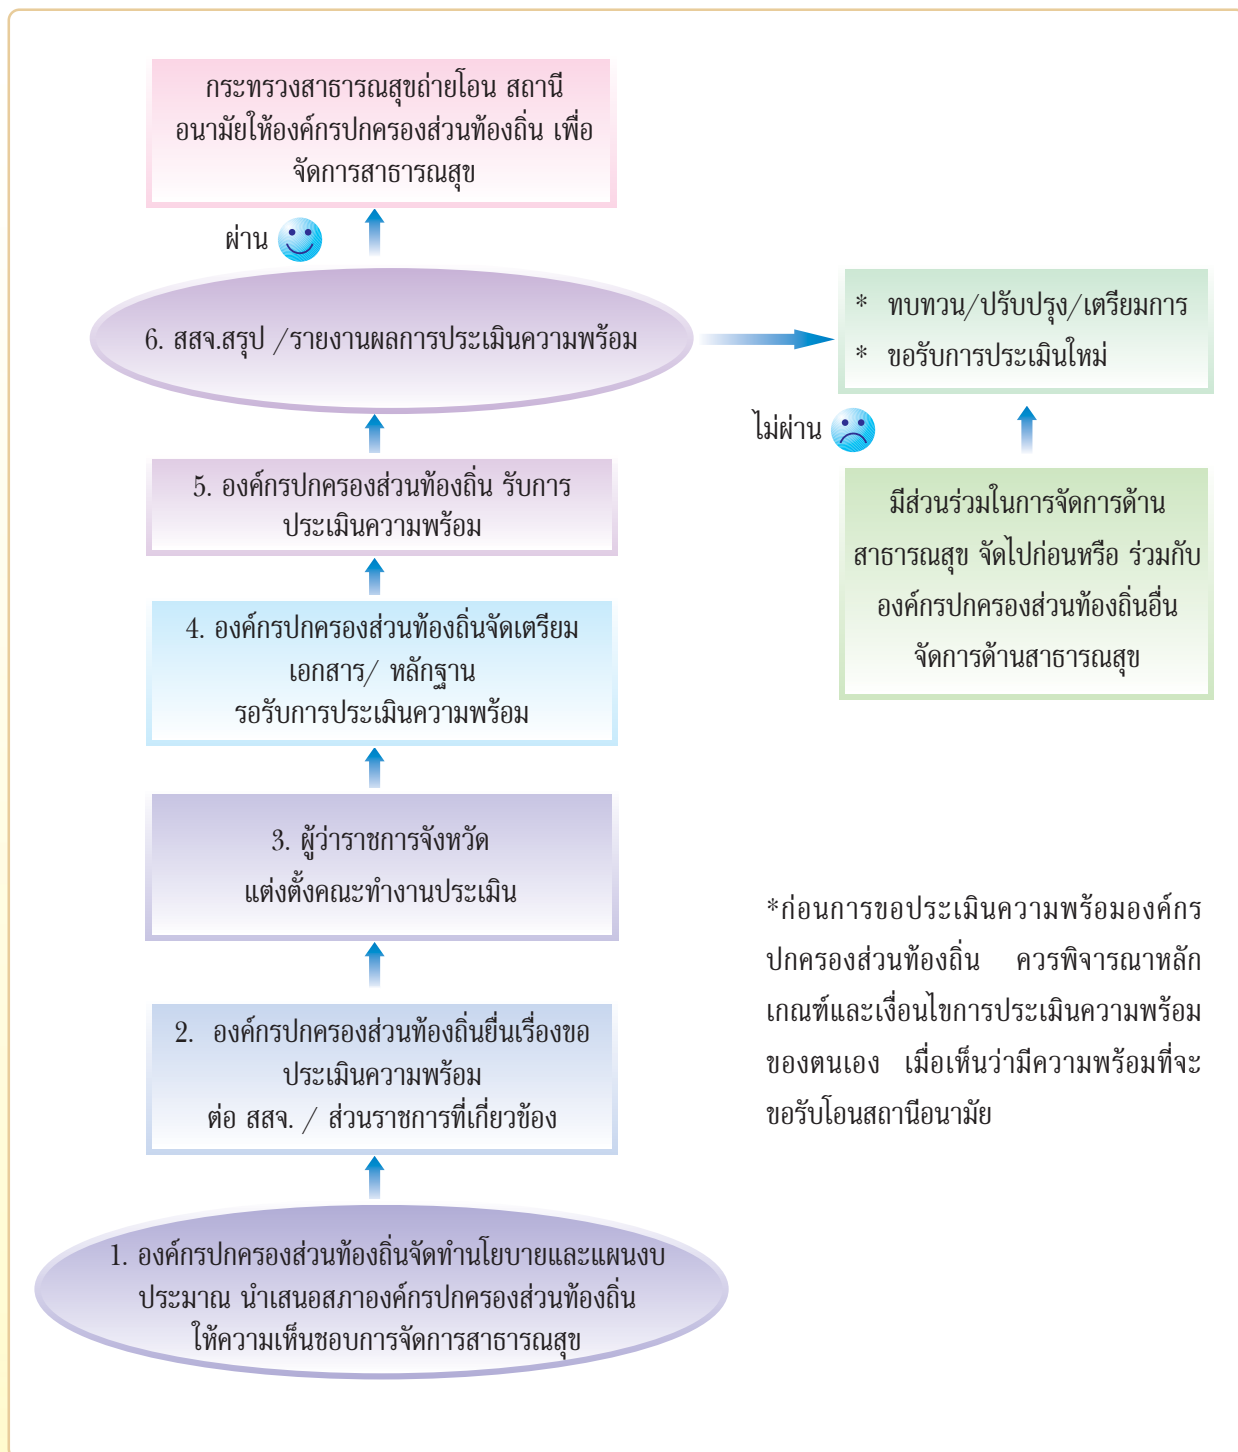 กระทรวงสาธารณสุขถ่ายโอน สถานี
อนามัยให้องค์กรปกครองส่วนท้องถิ่น เพื่อ
จัดการสาธารณสุข
ผ่าน
6. สสจ.สรุป /รายงานผลการประเมินความพร้อม
* ทบทวน/ปรับปรุง/เตรียมการ
* ขอรับการประเมินใหม่
ไม่ผ่าน
มีส่วนร่วมในการจัดการด้าน
สาธารณสุข จัดไปก่อนหรือ ร่วมกับ
องค์กรปกครองส่วนท้องถิ่นอื่น
จัดการด้านสาธารณสุข
5. องค์กรปกครองส่วนท้องถิ่น รับการ
ประเมินความพร้อม
4. องค์กรปกครองส่วนท้องถิ่นจัดเตรียม
เอกสาร/ หลักฐาน
รอรับการประเมินความพร้อม
3. ผู้ว่าราชการจังหวัด
แต่งตั้งคณะทำงานประเมิน
2. องค์กรปกครองส่วนท้องถิ่นยื่นเรื่องขอ
ประเมินความพร้อม
ต่อ สสจ. / ส่วนราชการที่เกี่ยวข้อง
1. องค์กรปกครองส่วนท้องถิ่นจัดทำนโยบายและแผนงบ
ประมาณ นำเสนอสภาองค์กรปกครองส่วนท้องถิ่น
ให้ความเห็นชอบการจัดการสาธารณสุข
*ก่อนการขอประเมินความพร้อมองค์กร
ปกครองส่วนท้องถิ่น ควรพิจารณาหลัก
เกณฑ์และเงื่อนไขการประเมินความพร้อม
ของตนเอง เมื่อเห็นว่ามีความพร้อมที่จะ
ขอรับโอนสถานีอนามัย